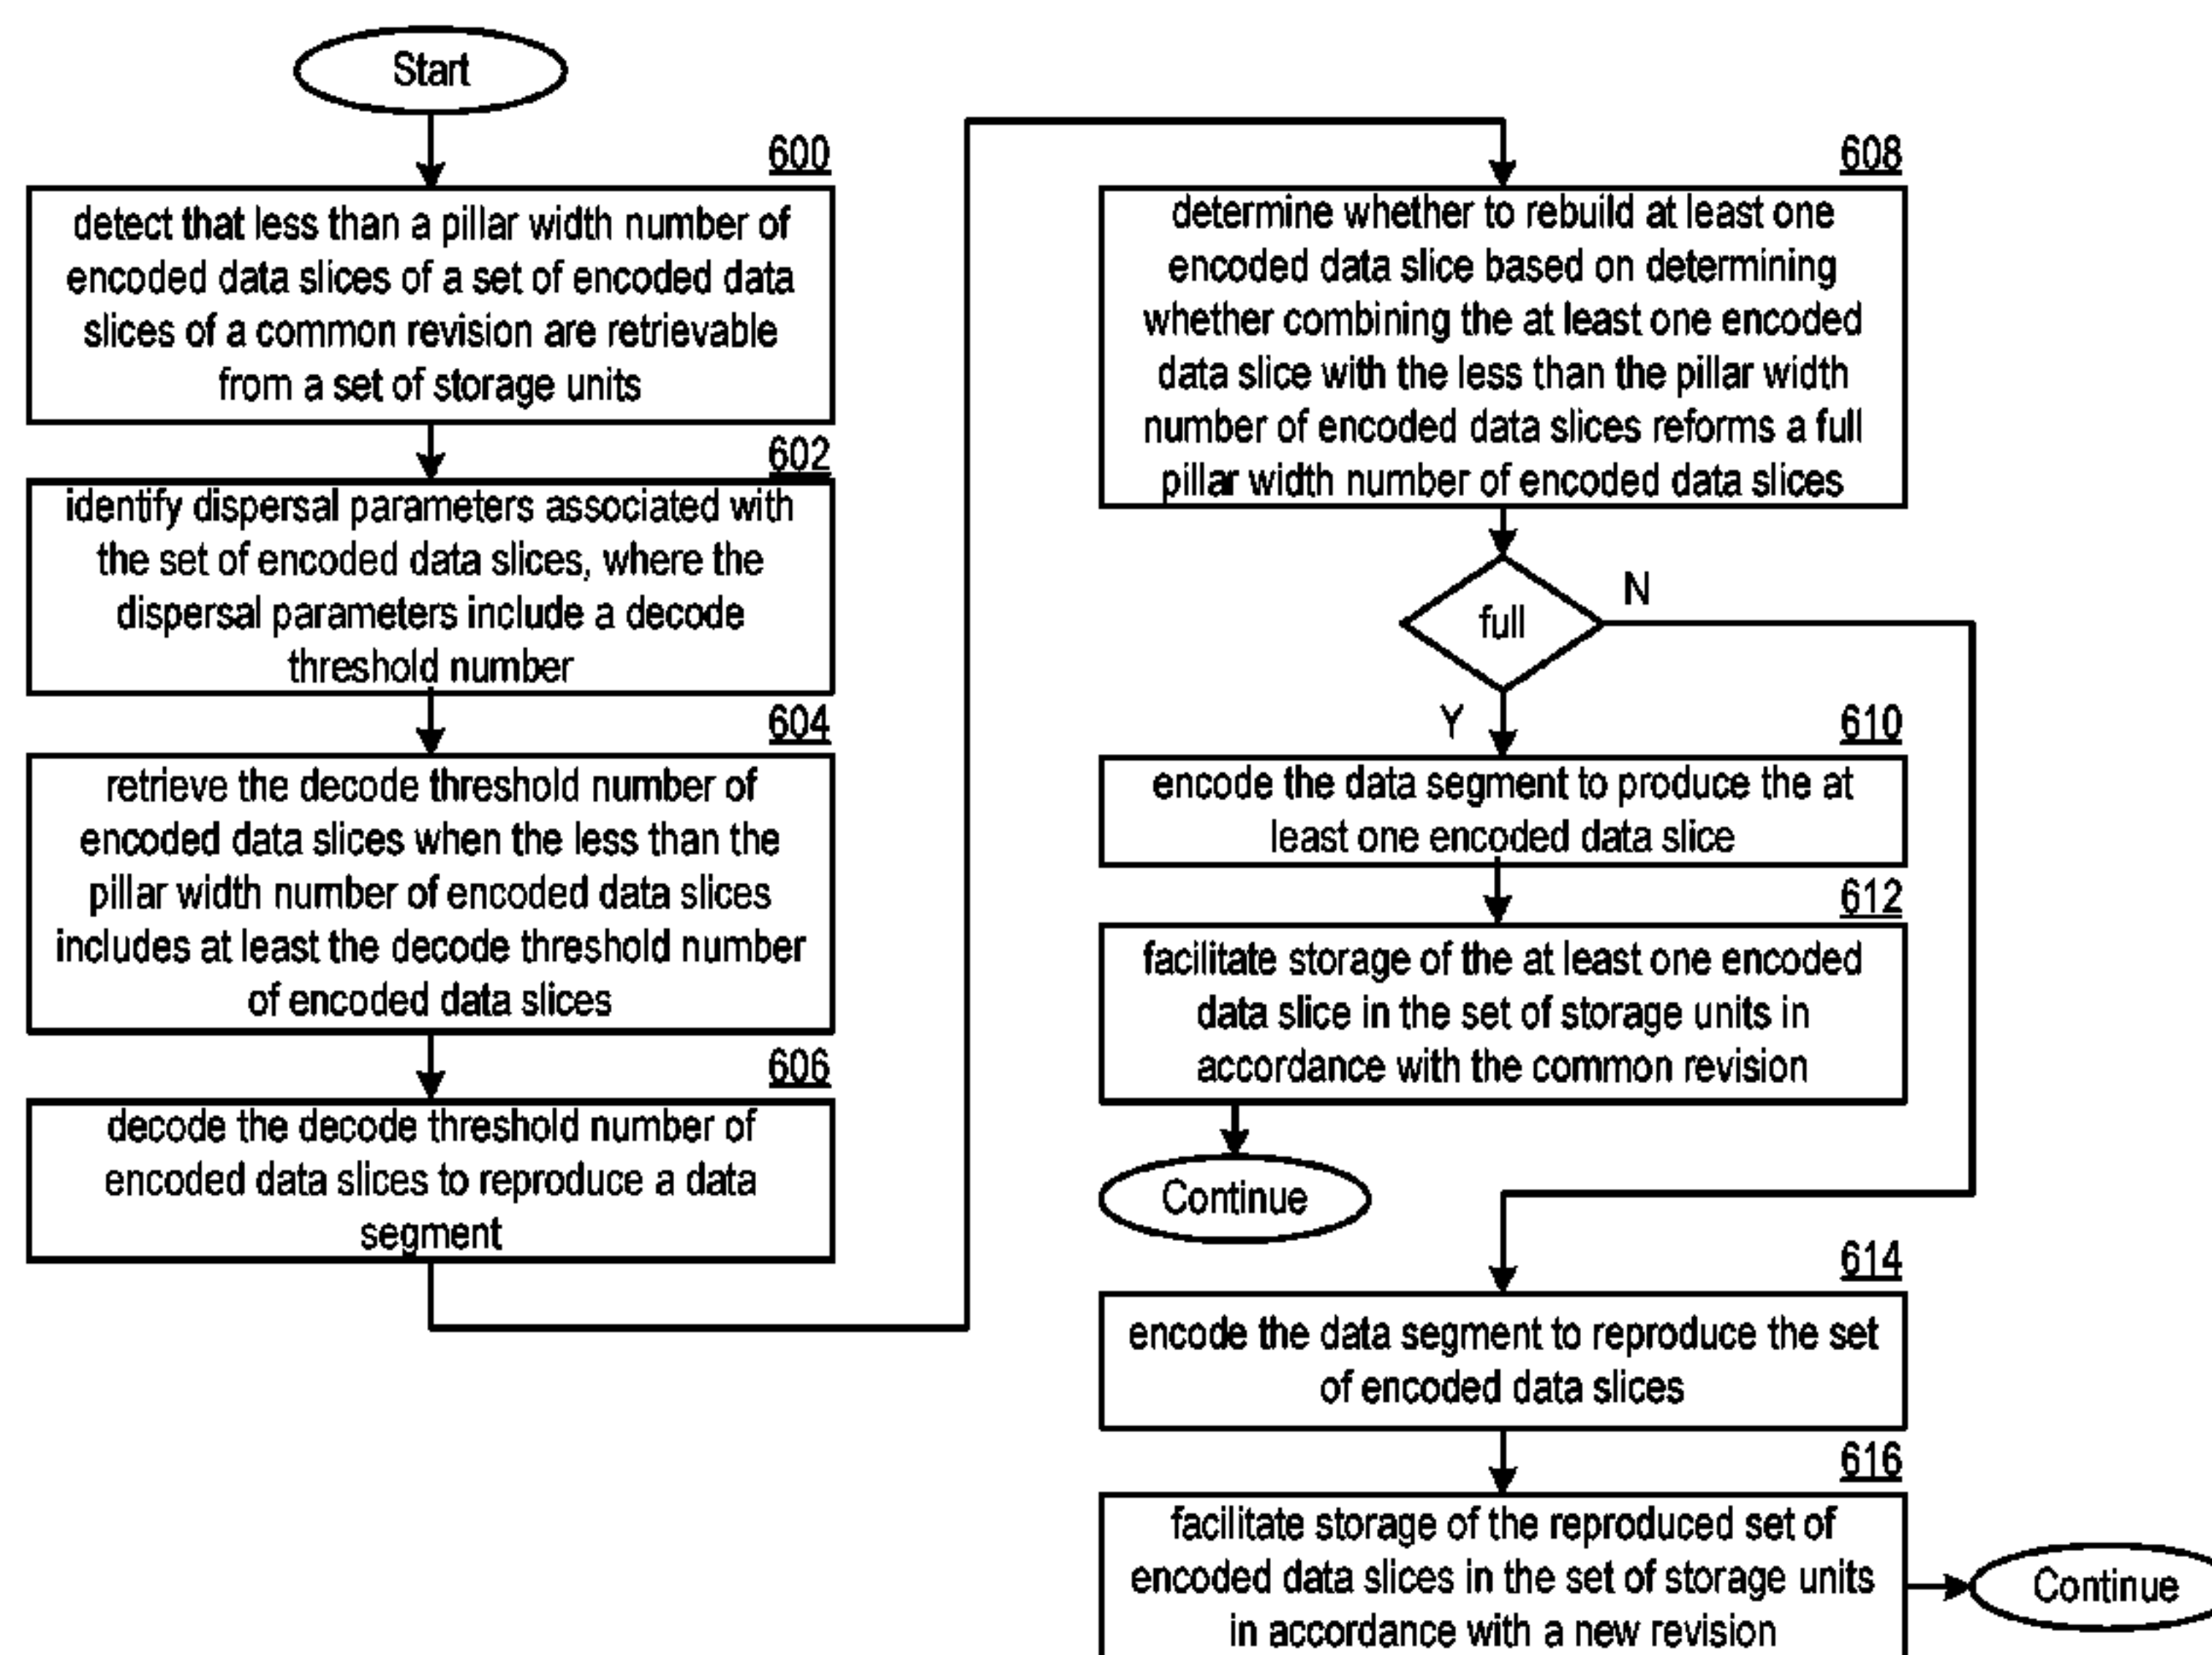 Start
600
detect that less than a pillar width number of
encoded data slices of a set of encoded data
slices of a common revision are retrievable
from a set of storage units
602
identify dispersal parameters associated with
the set of encoded data slices, where the
dispersal parameters include a decode
threshold number
604
retrieve the decode threshold number of
encoded data slices when the less than the
pillar width number of encoded data slices
includes at least the decode threshold number
of encoded data slices
606
decode the decode threshold number of
encoded data slices to reproduce a data
segment
608
determine whether to rebuild at least one
encoded data slice based on determining
whether combining the at least one encoded
data slice with the less than the pillar width
number of encoded data slices reforms a full
pillar width number of encoded data slices
full
N
Y
610
encode the data segment to produce the at
least one encoded data slice
612
facilitate storage of the at least one encoded
data slice in the set of storage units in
accordance with the common revision
Continue
614
encode the data segment to reproduce the set
of encoded data slices
616
facilitate storage of the reproduced set of
encoded data slices in the set of storage units
in accordance with a new revision
Continue